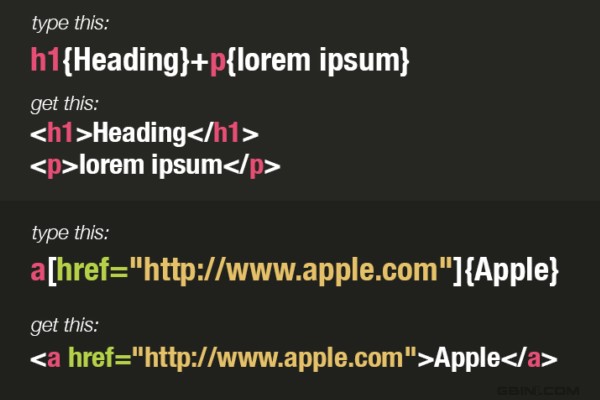 type this:
h1{Heading}+p{lorem ipsum}
get this:
<h1>Heading</h1>
<p>lorem ipsum</p>
type this:
a[href="http://www.apple.com"]{Apple}
get this:
<a href="http://www.apple.com">Apple</a>
GBIN1.COM